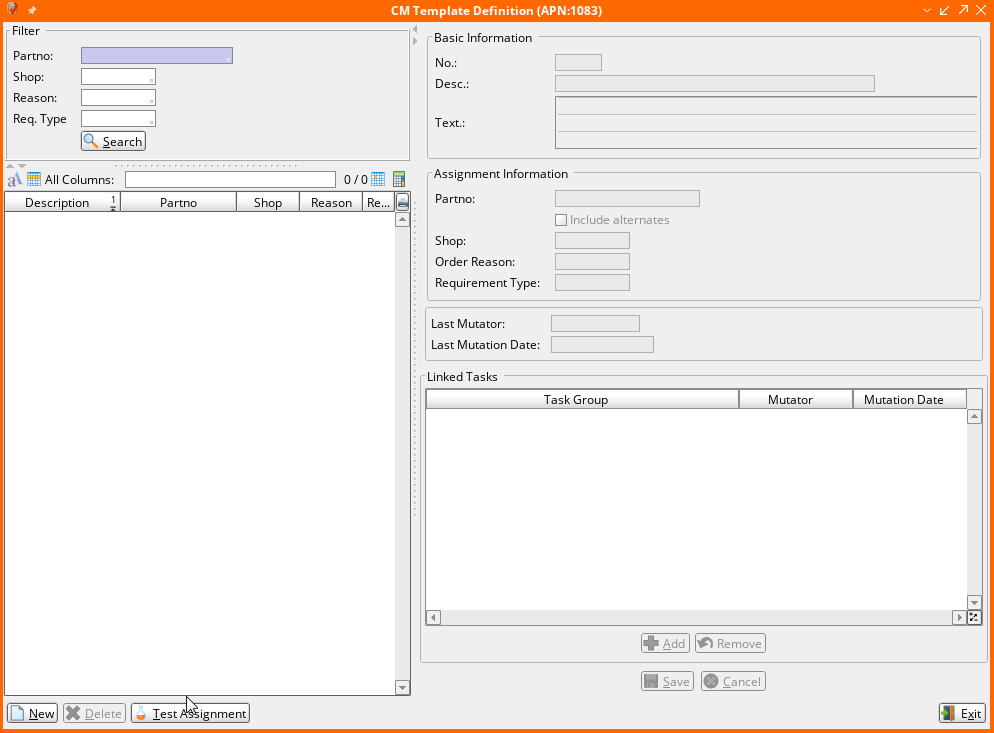 CM Template Definition (APN:1083)
Filter
Partno:
Shop:
Reason:
Req. Type
Search
All Columns:
0 / 0
Description 1 Partno Shop Reason Re...
New Delete Test Assignment
Basic Information
No.:
Desc.:
Text.:
Assignment Information
Partno:
Include alternates
Shop:
Order Reason:
Requirement Type:
Last Mutator:
Last Mutation Date:
Linked Tasks
Task Group Mutator Mutation Date
Add Remove
Save Cancel
Exit